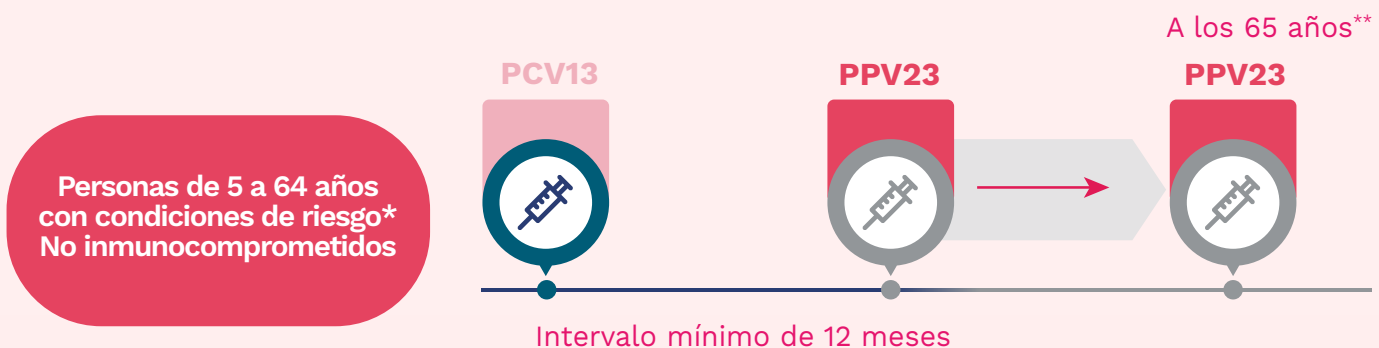 A los 65 años**
PCV13
PPV23
PPV23
Personas de 5 a 64 años
con condiciones de riesgo*
No inmunocomprometidos
Intervalo mínimo de 12 meses